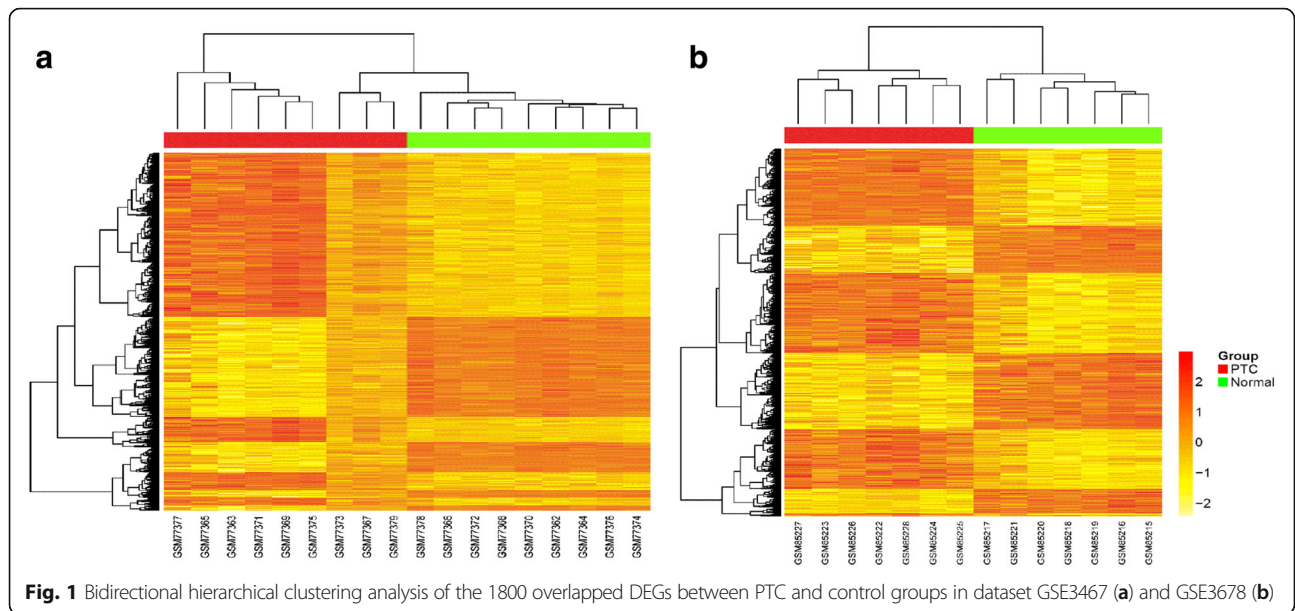 a
b
GSM77377
GSM77365
GSM77363
GSM77371
GSM77369
GSM77375
GSM77373
GSM77367
GSM77379
GSM77378
GSM77366
GSM77372
GSM77368
GSM77370
GSM77362
GSM77364
GSM77376
GSM77374
GSM85227
GSM85223
GSM85226
GSM85222
GSM85228
GSM85224
GSM85225
GSM85217
GSM85221
GSM85220
GSM85218
GSM85219
GSM85216
GSM85215
Group
PTC
Normal
2
1
0
−1
−2
Fig. 1 Bidirectional hierarchical clustering analysis of the 1800 overlapped DEGs between PTC and control groups in dataset GSE3467 (a) and GSE3678 (b)